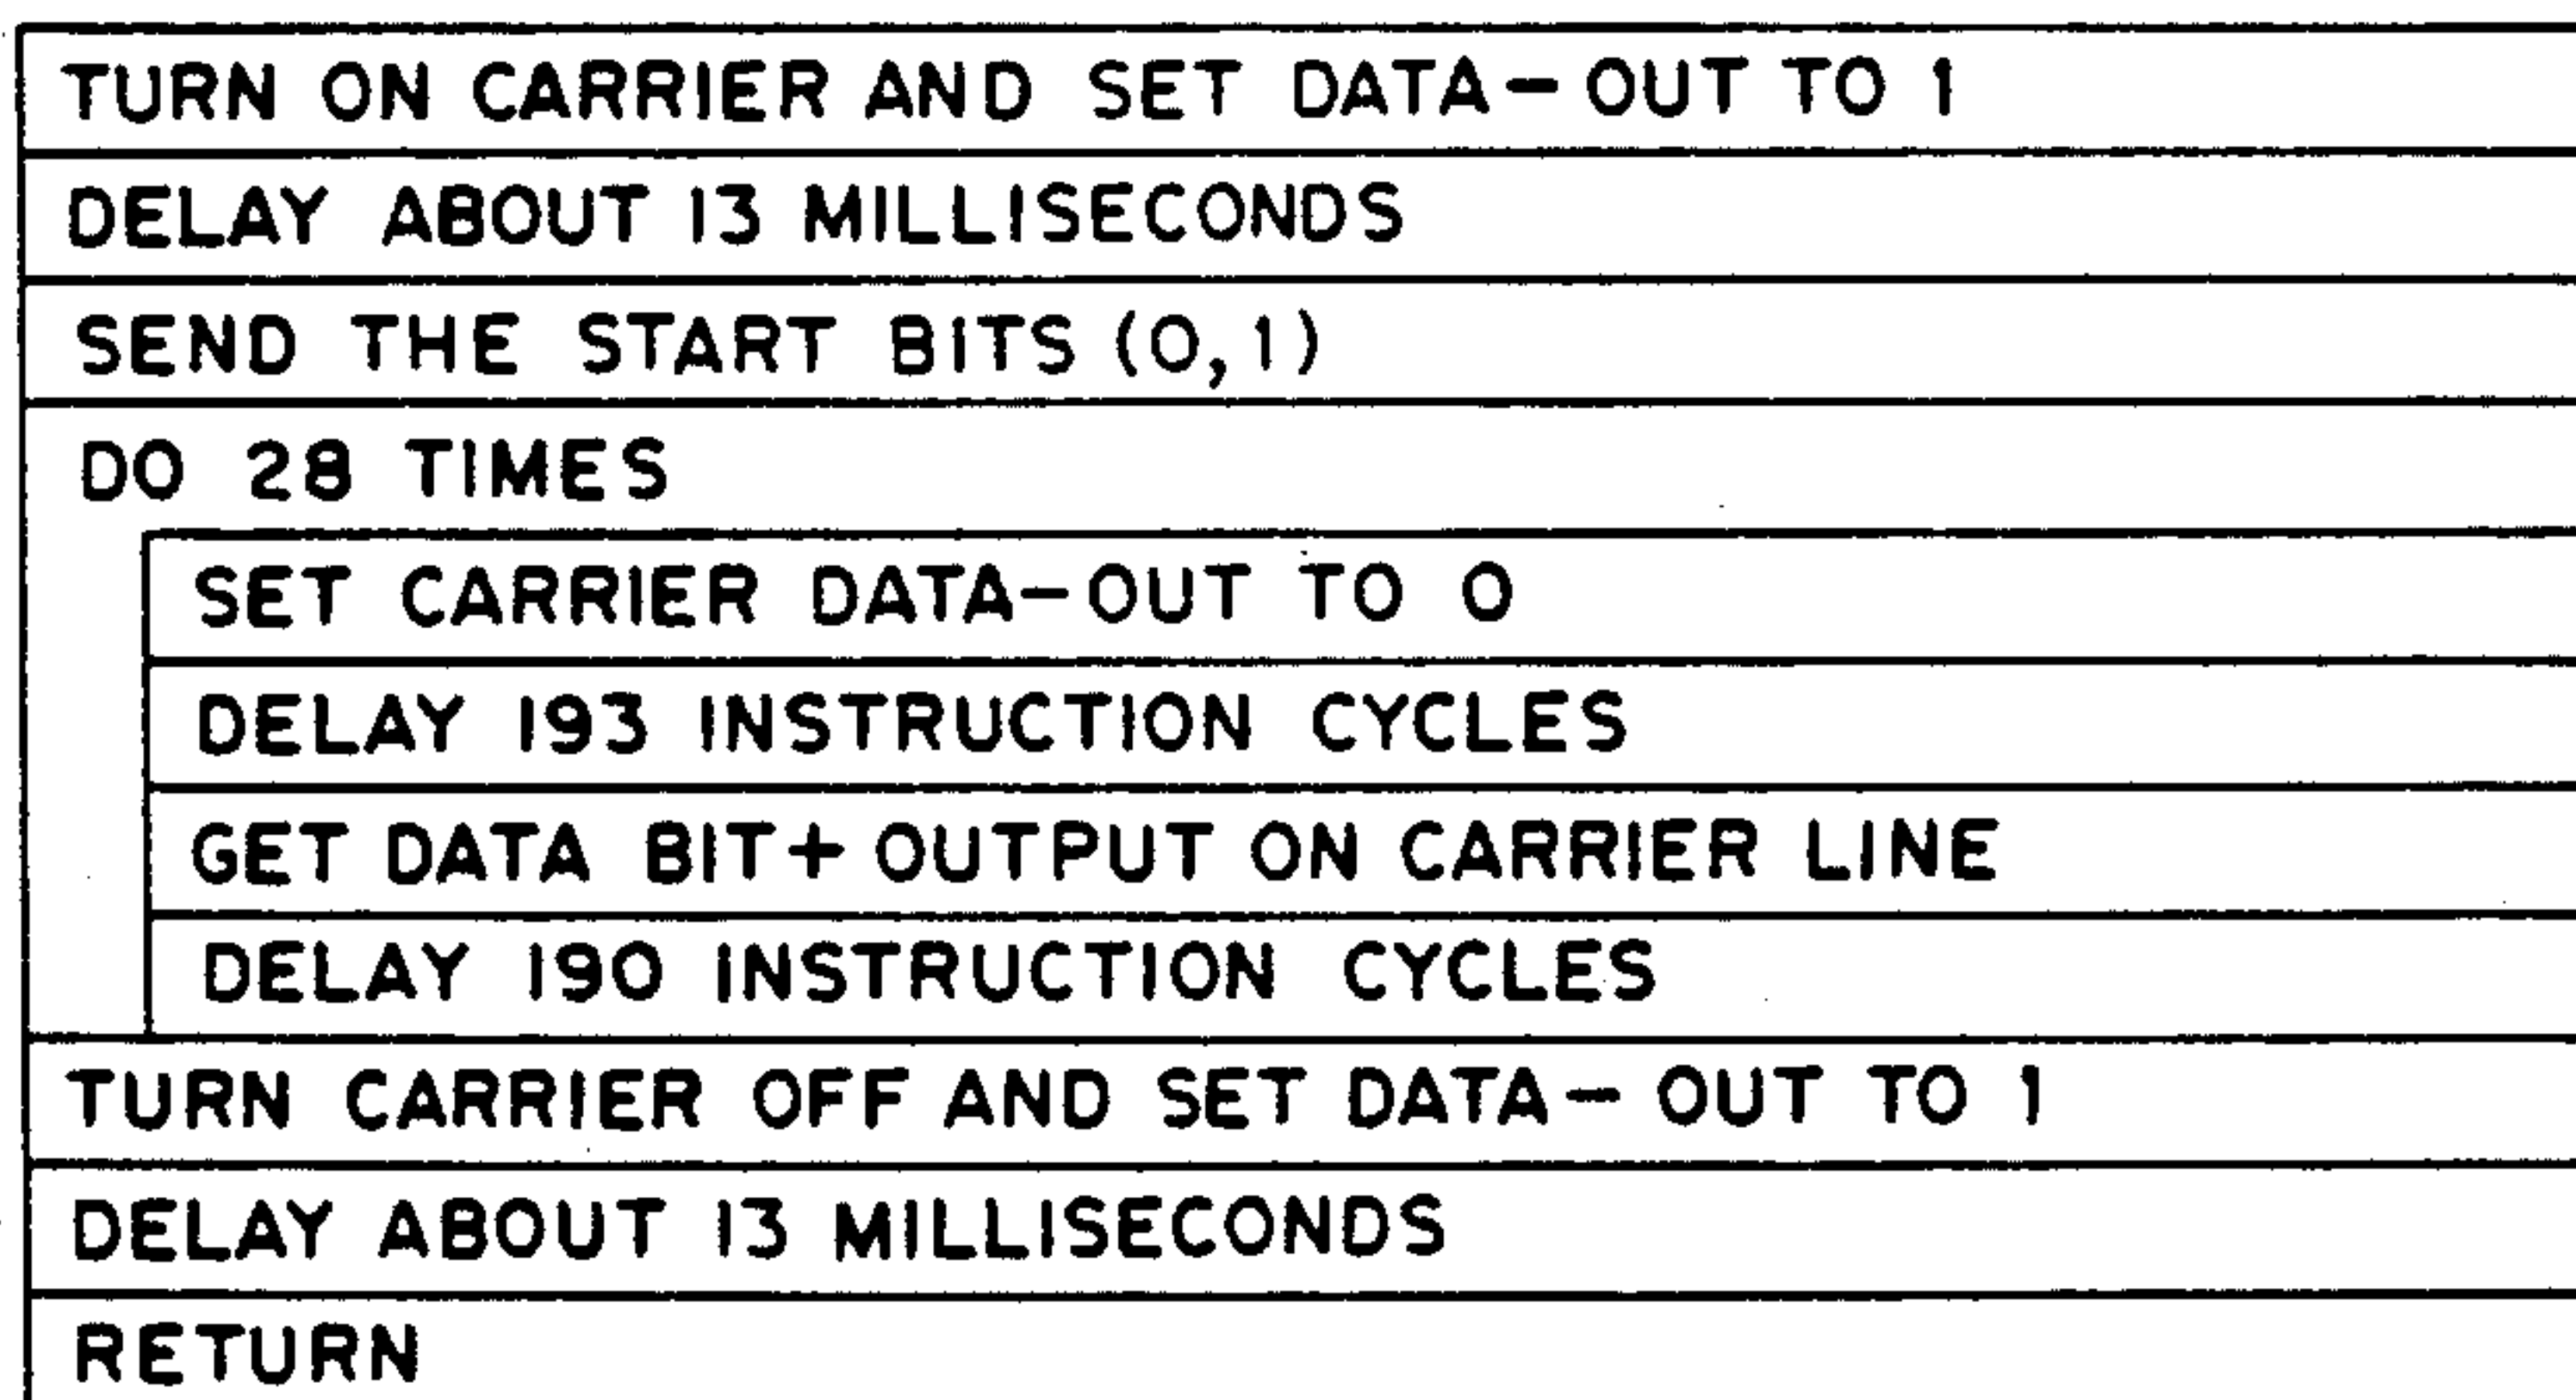 TURN ON CARRIER AND SET DATA-OUT TO 1
DELAY ABOUT 13 MILLISECONDS
SEND THE START BITS (0,1)
DO 28 TIMES
SET CARRIER DATA-OUT TO 0
DELAY 193 INSTRUCTION CYCLES
GET DATA BIT+OUTPUT ON CARRIER LINE
DELAY 190 INSTRUCTION CYCLES
TURN CARRIER OFF AND SET DATA-OUT TO 1
DELAY ABOUT 13 MILLISECONDS
RETURN